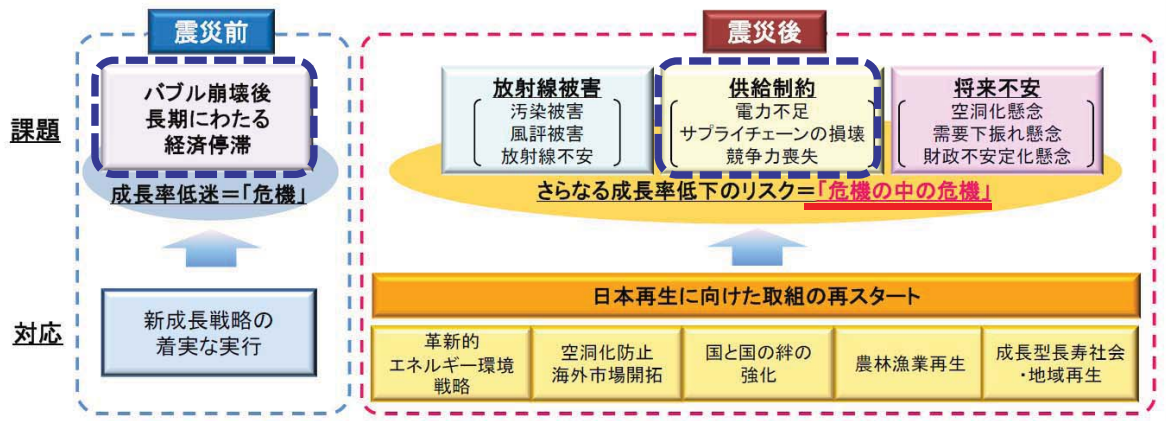 震災前
震災後
課題
バブル崩壊後
長期にわたる
経済停滞
成長率低迷＝「危機」
放射線被害
汚染被害
風評被害
放射線不安
供給制約
電力不足
サプライチェーンの損壊
競争力喪失
将来不安
空洞化懸念
需要下振れ懸念
財政不安定化懸念
さらなる成長率低下のリスク＝「危機の中の危機」
対応
新成長戦略の
着実な実行
日本再生に向けた取組の再スタート
革新的
エネルギー環境
戦略
空洞化防止
海外市場開拓
国と国の絆の
強化
農林漁業再生
成長型長寿社会
・地域再生